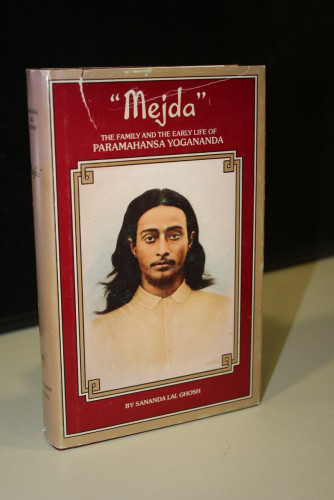 "Mejda"
THE FAMILY AND THE EARLY LIFE OF
PARAMAHANSA YOGANANDA
BY SANANDA LAL GHOSH